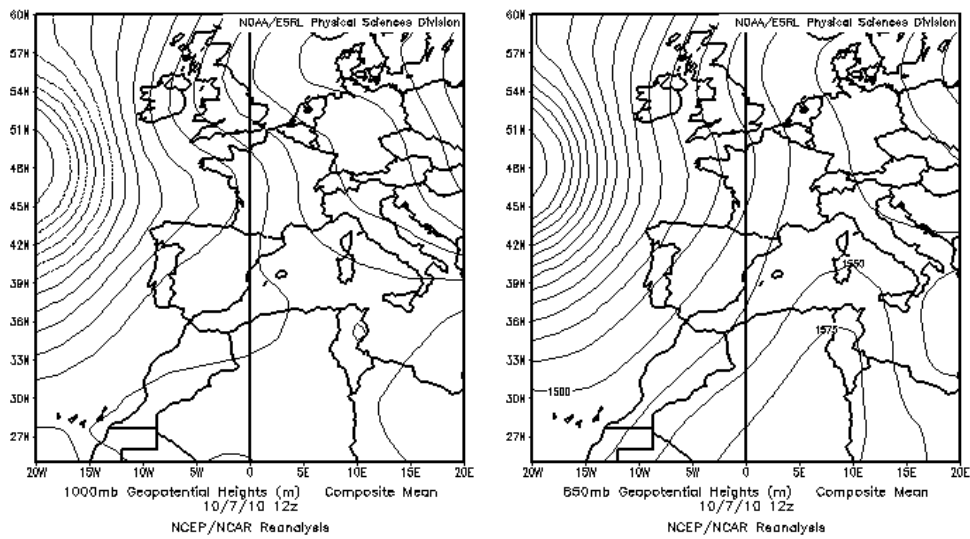 NOAA/ESRL Physical Sciences Division
60N
57N
54N
51N
48N
45N
42N
39N
36N
33N
30N
27N
20W 15W 10W 5W 0 5E 10E 15E 20E
1000mb Geopotential Heights (m) Composite Mean
10/7/10 12z
NCEP/NCAR Reanalysis
NOAA/ESRL Physical Sciences Division
60N
57N
54N
51N
48N
45N
42N
39N
36N
33N
30N
27N
1550
1575
1500
20W 15W 10W 5W 0 5E 10E 15E 20E
850mb Geopotential Heights (m) Composite Mean
10/7/10 12z
NCEP/NCAR Reanalysis